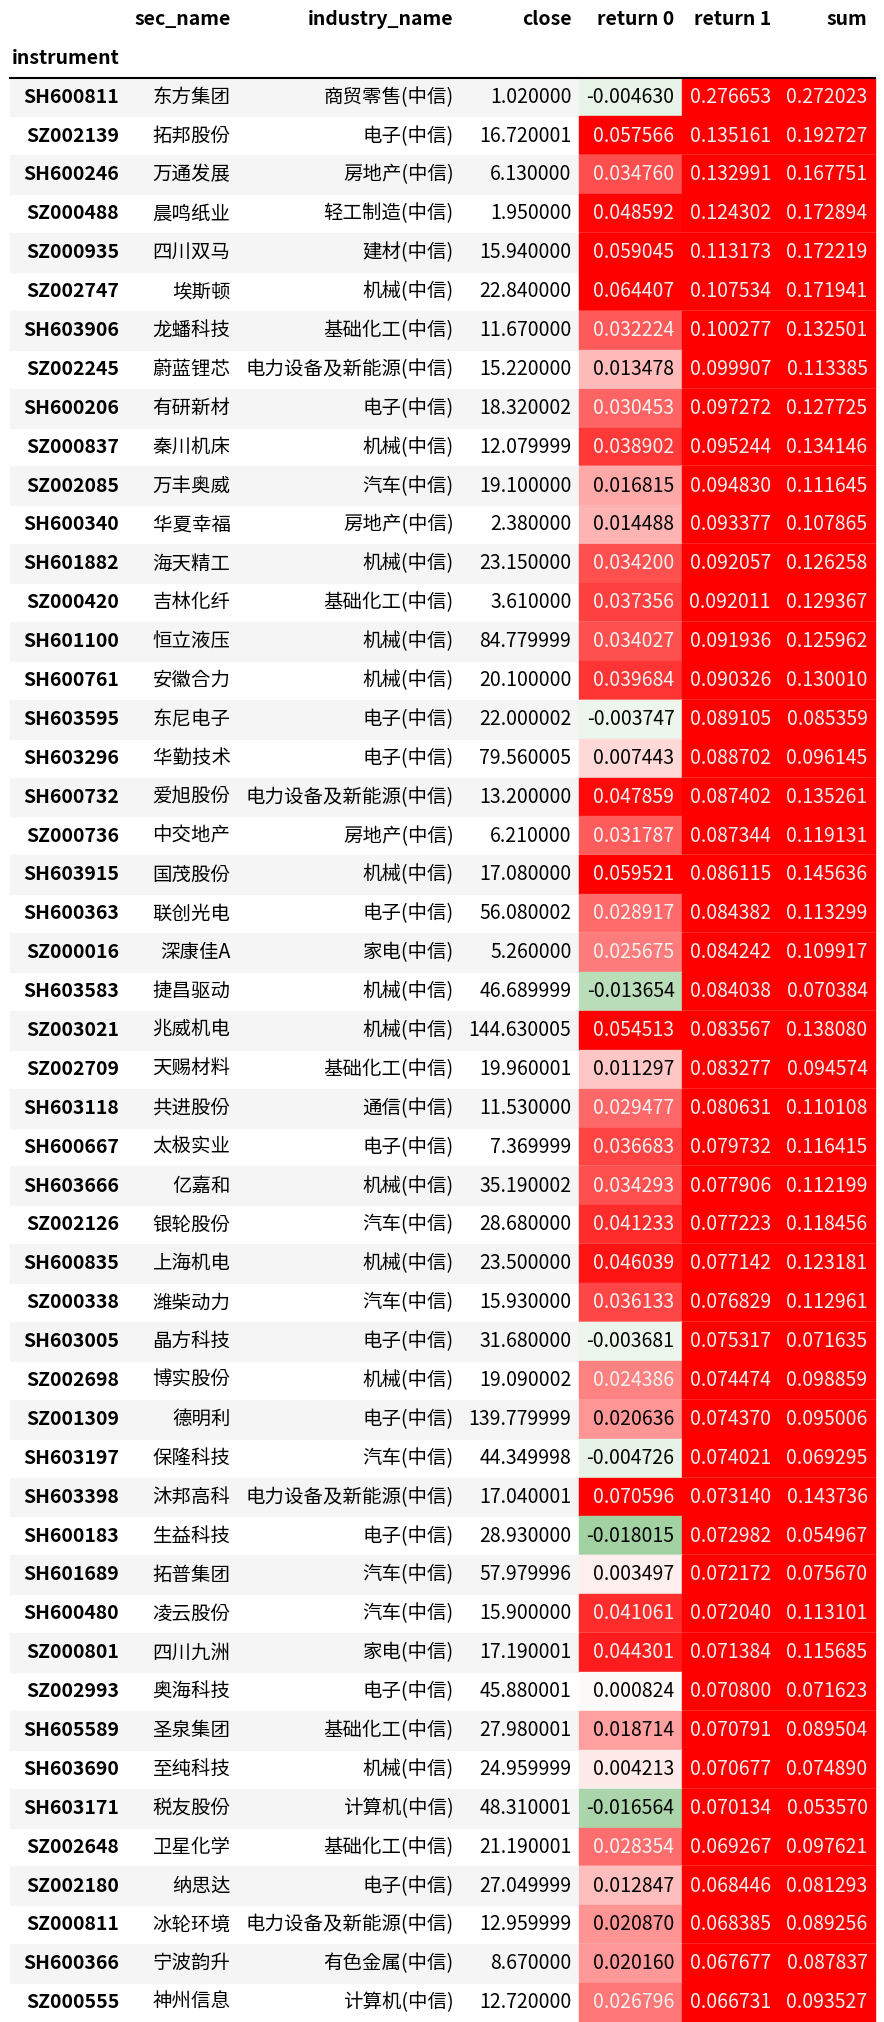 sec_name industry_name close return 0 return 1 sum
instrument
SH600811 东方集团 商贸零售(中信) 1.020000 -0.004630 0.276653 0.272023
SZ002139 拓邦股份 电子(中信) 16.720001 0.057566 0.135161 0.192727
SH600246 万通发展 房地产(中信) 6.130000 0.034760 0.132991 0.167751
SZ000488 晨鸣纸业 轻工制造(中信) 1.950000 0.048592 0.124302 0.172894
SZ000935 四川双马 建材(中信) 15.940000 0.059045 0.113173 0.172219
SZ002747 埃斯顿 机械(中信) 22.840000 0.064407 0.107534 0.171941
SH603906 龙蟠科技 基础化工(中信) 11.670000 0.032224 0.100277 0.132501
SZ002245 蔚蓝锂芯 电力设备及新能源(中信) 15.220000 0.013478 0.099907 0.113385
SH600206 有研新材 电子(中信) 18.320002 0.030453 0.097272 0.127725
SZ000837 秦川机床 机械(中信) 12.079999 0.038902 0.095244 0.134146
SZ002085 万丰奥威 汽车(中信) 19.100000 0.016815 0.094830 0.111645
SH600340 华夏幸福 房地产(中信) 2.380000 0.014488 0.093377 0.107865
SH601882 海天精工 机械(中信) 23.150000 0.034200 0.092057 0.126258
SZ000420 吉林化纤 基础化工(中信) 3.610000 0.037356 0.092011 0.129367
SH601100 恒立液压 机械(中信) 84.779999 0.034027 0.091936 0.125962
SH600761 安徽合力 机械(中信) 20.100000 0.039684 0.090326 0.130010
SH603595 东尼电子 电子(中信) 22.000002 -0.003747 0.089105 0.085359
SH603296 华勤技术 电子(中信) 79.560005 0.007443 0.088702 0.096145
SH600732 爱旭股份 电力设备及新能源(中信) 13.200000 0.047859 0.087402 0.135261
SZ000736 中交地产 房地产(中信) 6.210000 0.031787 0.087344 0.119131
SH603915 国茂股份 机械(中信) 17.080000 0.059521 0.086115 0.145636
SH600363 联创光电 电子(中信) 56.080002 0.028917 0.084382 0.113299
SZ000016 深康佳A 家电(中信) 5.260000 0.025675 0.084242 0.109917
SH603583 捷昌驱动 机械(中信) 46.689999 -0.013654 0.084038 0.070384
SZ003021 兆威机电 机械(中信) 144.630005 0.054513 0.083567 0.138080
SZ002709 天赐材料 基础化工(中信) 19.960001 0.011297 0.083277 0.094574
SH603118 共进股份 通信(中信) 11.530000 0.029477 0.080631 0.110108
SH600667 太极实业 电子(中信) 7.369999 0.036683 0.079732 0.116415
SH603666 亿嘉和 机械(中信) 35.190002 0.034293 0.077906 0.112199
SZ002126 银轮股份 汽车(中信) 28.680000 0.041233 0.077223 0.118456
SH600835 上海机电 机械(中信) 23.500000 0.046039 0.077142 0.123181
SZ000338 潍柴动力 汽车(中信) 15.930000 0.036133 0.076829 0.112961
SH603005 晶方科技 电子(中信) 31.680000 -0.003681 0.075317 0.071635
SZ002698 博实股份 机械(中信) 19.090002 0.024386 0.074474 0.098859
SZ001309 德明利 电子(中信) 139.779999 0.020636 0.074370 0.095006
SH603197 保隆科技 汽车(中信) 44.349998 -0.004726 0.074021 0.069295
SH603398 沐邦高科 电力设备及新能源(中信) 17.040001 0.070596 0.073140 0.143736
SH600183 生益科技 电子(中信) 28.930000 -0.018015 0.072982 0.054967
SH601689 拓普集团 汽车(中信) 57.979996 0.003497 0.072172 0.075670
SH600480 凌云股份 汽车(中信) 15.900000 0.041061 0.072040 0.113101
SZ000801 四川九洲 家电(中信) 17.190001 0.044301 0.071384 0.115685
SZ002993 奥海科技 电子(中信) 45.880001 0.000824 0.070800 0.071623
SH605589 圣泉集团 基础化工(中信) 27.980001 0.018714 0.070791 0.089504
SH603690 至纯科技 机械(中信) 24.959999 0.004213 0.070677 0.074890
SH603171 税友股份 计算机(中信) 48.310001 -0.016564 0.070134 0.053570
SZ002648 卫星化学 基础化工(中信) 21.190001 0.028354 0.069267 0.097621
SZ002180 纳思达 电子(中信) 27.049999 0.012847 0.068446 0.081293
SZ000811 冰轮环境 电力设备及新能源(中信) 12.959999 0.020870 0.068385 0.089256
SH600366 宁波韵升 有色金属(中信) 8.670000 0.020160 0.067677 0.087837
SZ000555 神州信息 计算机(中信) 12.720000 0.026796 0.066731 0.093527